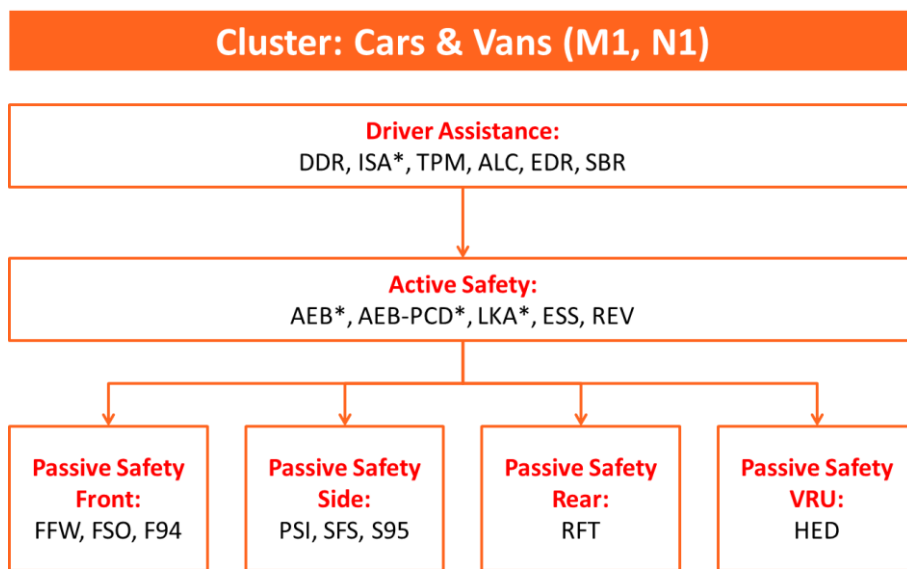 Cluster: Cars & Vans (M1, N1)
Driver Assistance:
DDR, ISA*, TPM, ALC, EDR, SBR
Active Safety:
AEB*, AEB-PCD*, LKA*, ESS, REV
Passive Safety
Front:
FFW, FSO, F94
Passive Safety
Side:
PSI, SFS, S95
Passive Safety
Rear:
RFT
Passive Safety
VRU:
HED